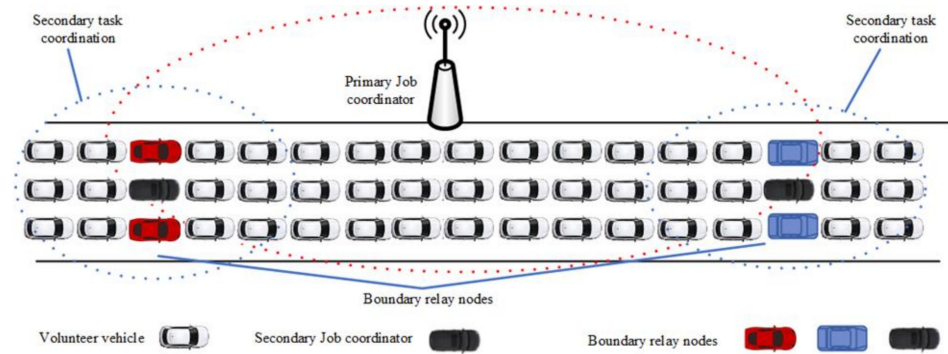 Secondary task
coordination
Secondary task
coordination
Primary Job
coordinator
Boundary relay nodes
Volunteer vehicle
Secondary Job coordinator
Boundary relay nodes